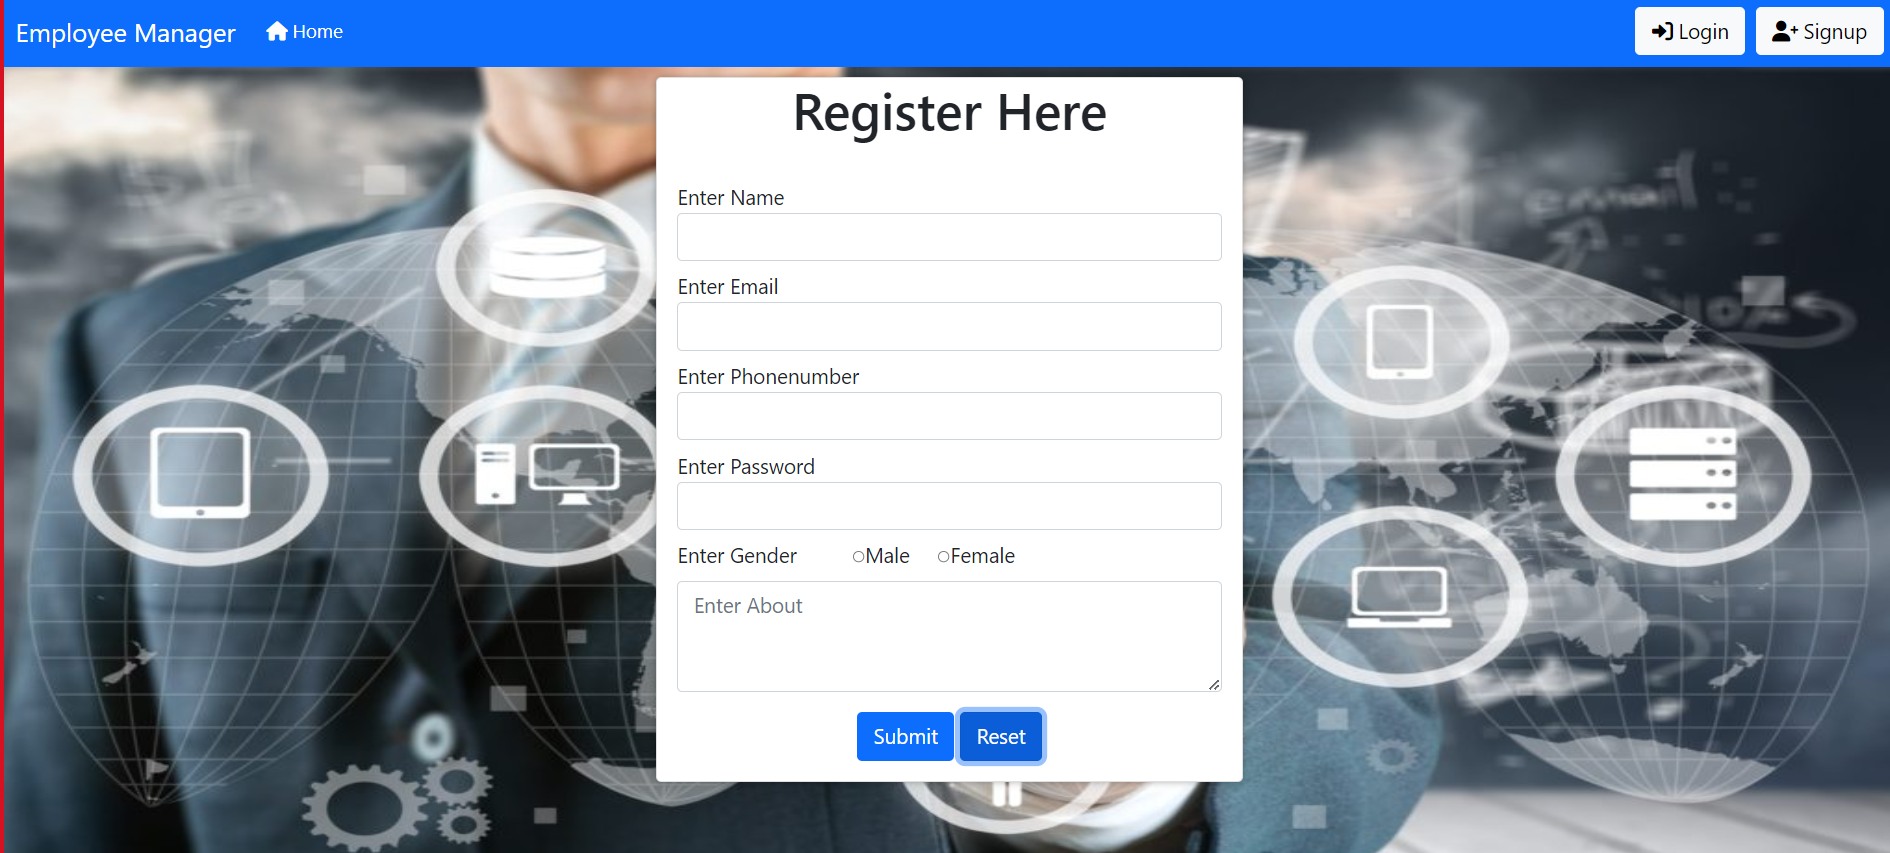 Employee Manager Home Login Signup
Register Here
Enter Name
Enter Email
Enter Phonenumber
Enter Password
Enter Gender Male Female
Enter About
Submit Reset